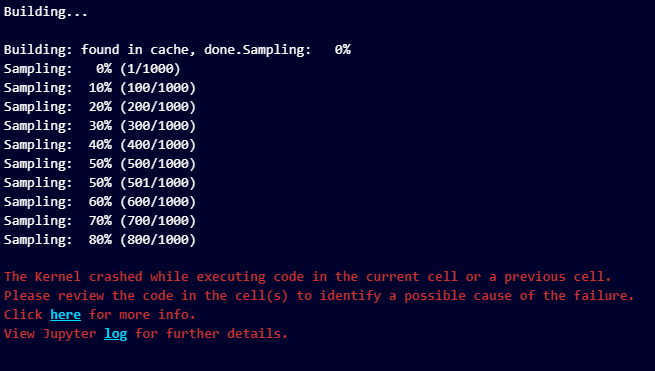 Building...
Building: found in cache, done.Sampling:   0%
Sampling:   0% (1/1000)
Sampling:  10% (100/1000)
Sampling:  20% (200/1000)
Sampling:  30% (300/1000)
Sampling:  40% (400/1000)
Sampling:  50% (500/1000)
Sampling:  50% (501/1000)
Sampling:  60% (600/1000)
Sampling:  70% (700/1000)
Sampling:  80% (800/1000)
The Kernel crashed while executing code in the current cell or a previous cell.
Please review the code in the cell(s) to identify a possible cause of the failure.
Click here for more info.
View Jupyter log for further details.